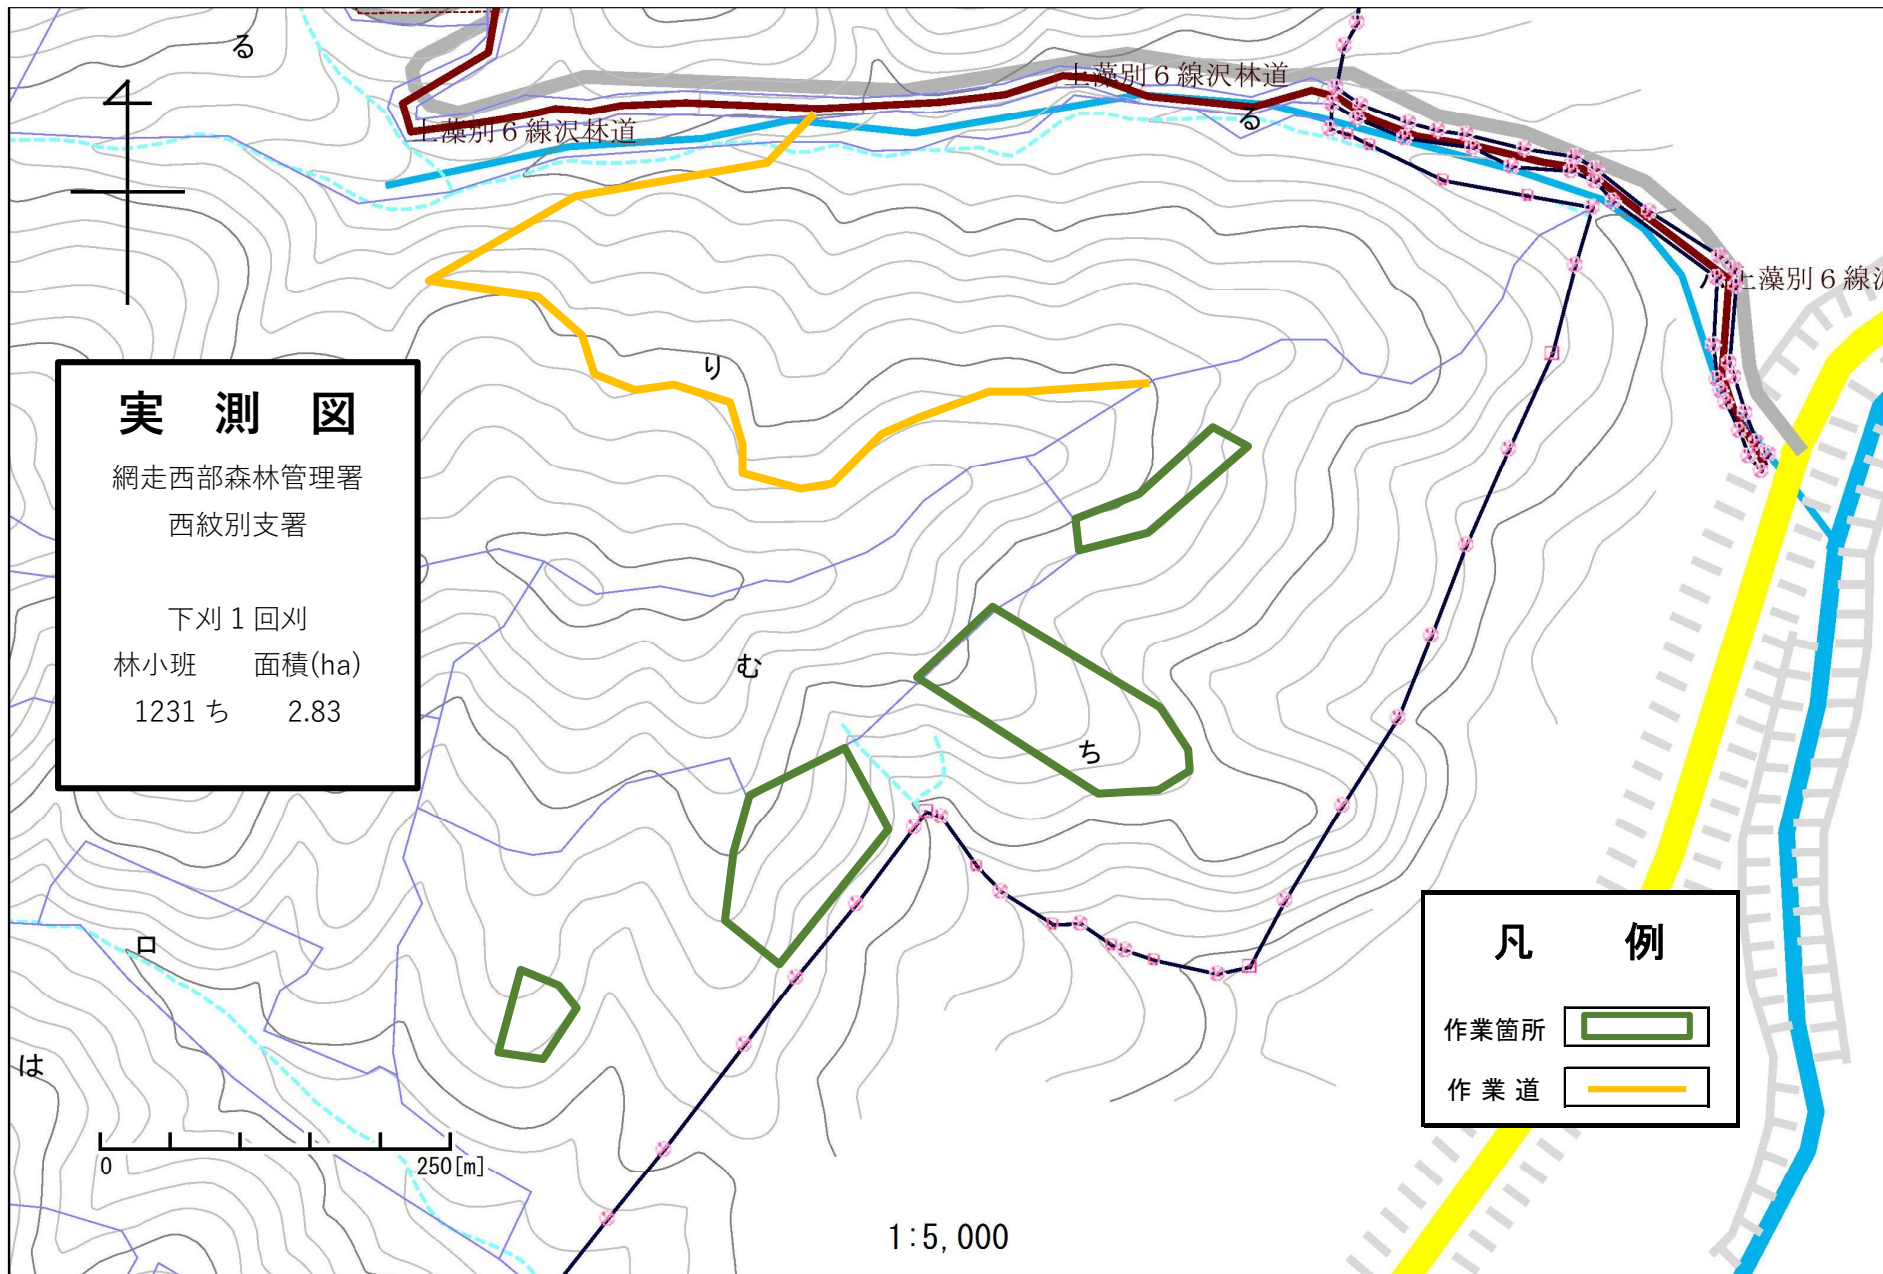 る
上藻別６線沢林道
上藻別６線沢林道
る
上藻別６線沢
り
実 測 図
網走西部森林管理署
西紋別支署
下刈１回刈
林小班 面積(ha)
1231 ち 2.83
む
ち
ロ
は
凡 例
作業箇所
作 業 道
0 250[m]
1:5,000